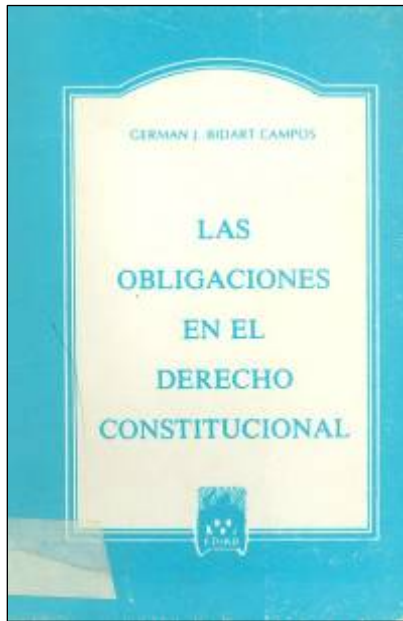 GERMAN J. BIDART CAMPOS
LAS
OBLIGACIONES
EN EL
DERECHO
CONSTITUCIONAL
EDIAR